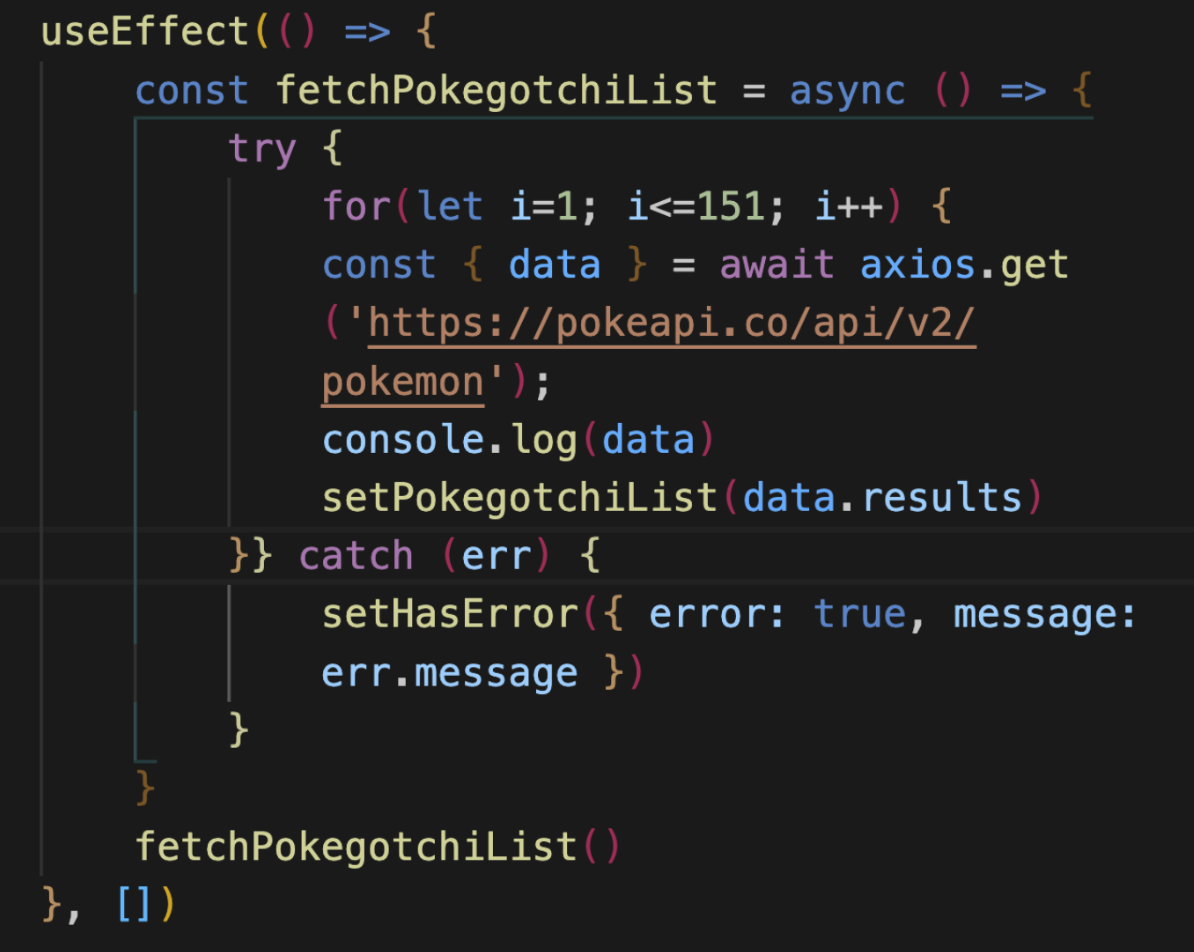 useEffect(() => {
const fetchPokegotchiList = async () => {
try {
for(let i=1; i<=151; i++) {
const { data } = await axios.get
('https://pokeapi.co/api/v2/
pokemon');
console.log(data)
setPokegotchiList(data.results)
}} catch (err) {
setHasError({ error: true, message:
err.message })
}
}
fetchPokegotchiList()
}, [])